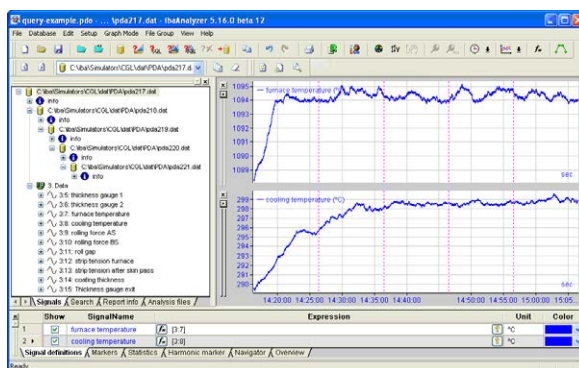 query-example.pdo - ... \pda217.dat - ibaAnalyzer 5.16.0 beta 12
File Database Edit Setup Graph Mode File Group View Help
C:\iba\Simulators\CGL\dat\PDA\pda217.d
C:\iba\Simulators\CGL\dat\PDA\pda217.dat
info
C:\iba\Simulators\CGL\dat\PDA\pda218.dat
info
C:\iba\Simulators\CGL\dat\PDA\pda219.dat
info
C:\iba\Simulators\CGL\dat\PDA\pda220.dat
info
C:\iba\Simulators\CGL\dat\PDA\pda221.dat
info
3. Data
3:5: thickness gauge 1
3:6: thickness gauge 2
3:7: furnace temperature
3:8: cooling temperature
3:9: rolling force AS
3:10: rolling force BS
3:11: roll gap
3:12: strip tension furnace
3:13: strip tension after skin pass
3:14: coating thickness
3:15: Thickness gauge exit
Signals Search Report info Analysis files
1095
furnace temperature (°C)
1094
1093
1092
1091
1090
1089
sec
299
cooling temperature (°C)
298
297
296
295
294
293
292
291
290
sec
14:20:00 14:25:00 14:30:00 14:35:00 14:40:00 14:50:00 14:55:00 15:00:00 15:05:...
Show SignalName Expression Unit Color
1 furnace temperature fx [3:7] °C
2 cooling temperature fx [3:8] °C
Signal definitions Markers Statistics Harmonic marker Navigator Overview
Ready